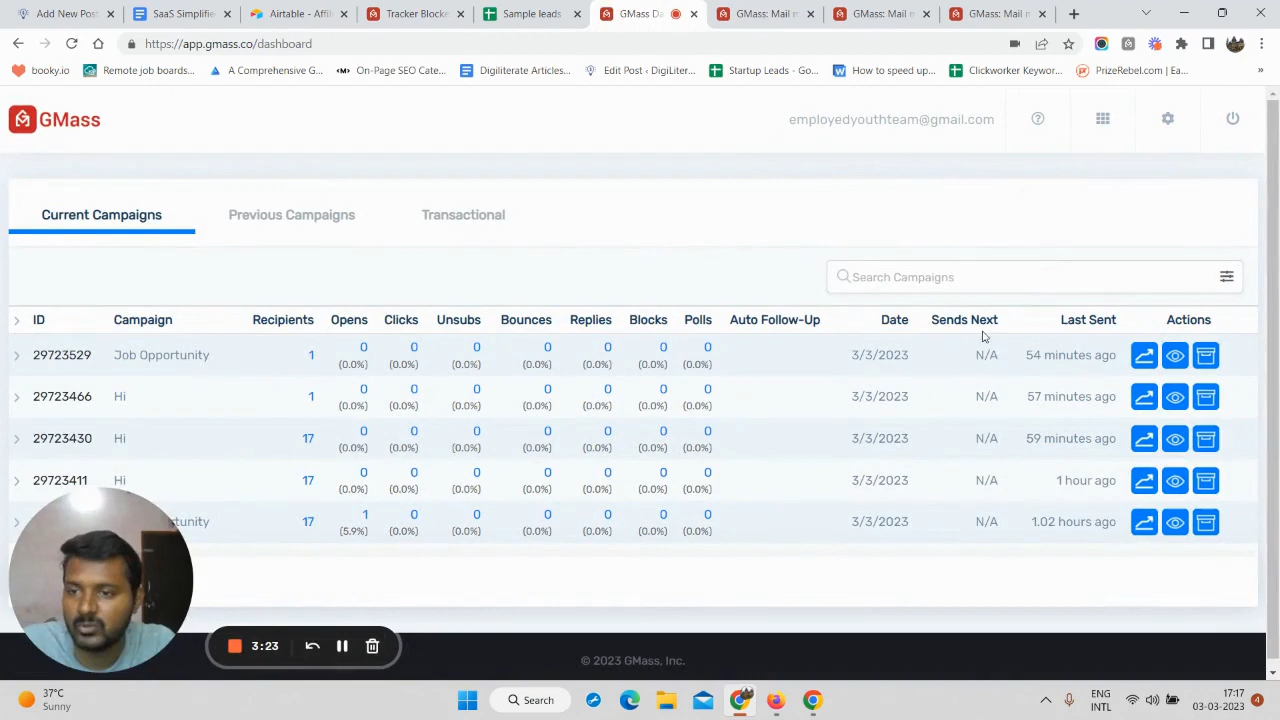 Add New Post
SaaS Simplifie
Airtable - Affili
Tracker Blocke
Sample leads
GMass Da
GMass: Mail m
GMass: Mail m
GMass: Mail m
https://app.gmass.co/dashboard
booky.io
Remote job boards...
A Comprehensive G...
On-Page SEO Cate...
Digiliterate Articles...
Edit Post ‹ DigiLiter...
Startup Leads - Go...
How to speed up...
Clickworker Keywor...
PrizeRebel.com | Ea...
»
GMass
employedyouthteam@gmail.com
Current Campaigns
Previous Campaigns
Transactional
Search Campaigns
ID Campaign Recipients Opens Clicks Unsubs Bounces Replies Blocks Polls Auto Follow-Up Date Sends Next Last Sent Actions
29723529 Job Opportunity 1 0 0 0 0 0 0 0 3/3/2023 N/A 54 minutes ago
(0.0%) (0.0%) (0.0%) (0.0%) (0.0%) (0.0%) (0.0%)
29723466 Hi 1 0 0 0 0 0 0 0 3/3/2023 N/A 57 minutes ago
(0.0%) (0.0%) (0.0%) (0.0%) (0.0%) (0.0%) (0.0%)
29723430 Hi 17 0 0 0 0 0 0 0 3/3/2023 N/A 59 minutes ago
(0.0%) (0.0%) (0.0%) (0.0%) (0.0%) (0.0%) (0.0%)
29723411 Hi 17 0 0 0 0 0 0 0 3/3/2023 N/A 1 hour ago
(0.0%) (0.0%) (0.0%) (0.0%) (0.0%) (0.0%) (0.0%)
rtunity 17 1 0 0 0 0 0 0 3/3/2023 N/A 1.02 hours ago
(5.9%) (0.0%) (0.0%) (0.0%) (0.0%) (0.0%) (0.0%)
3:23
© 2023 GMass, Inc.
37°C
Sunny
Search
ENG
INTL
17:17
03-03-2023
4